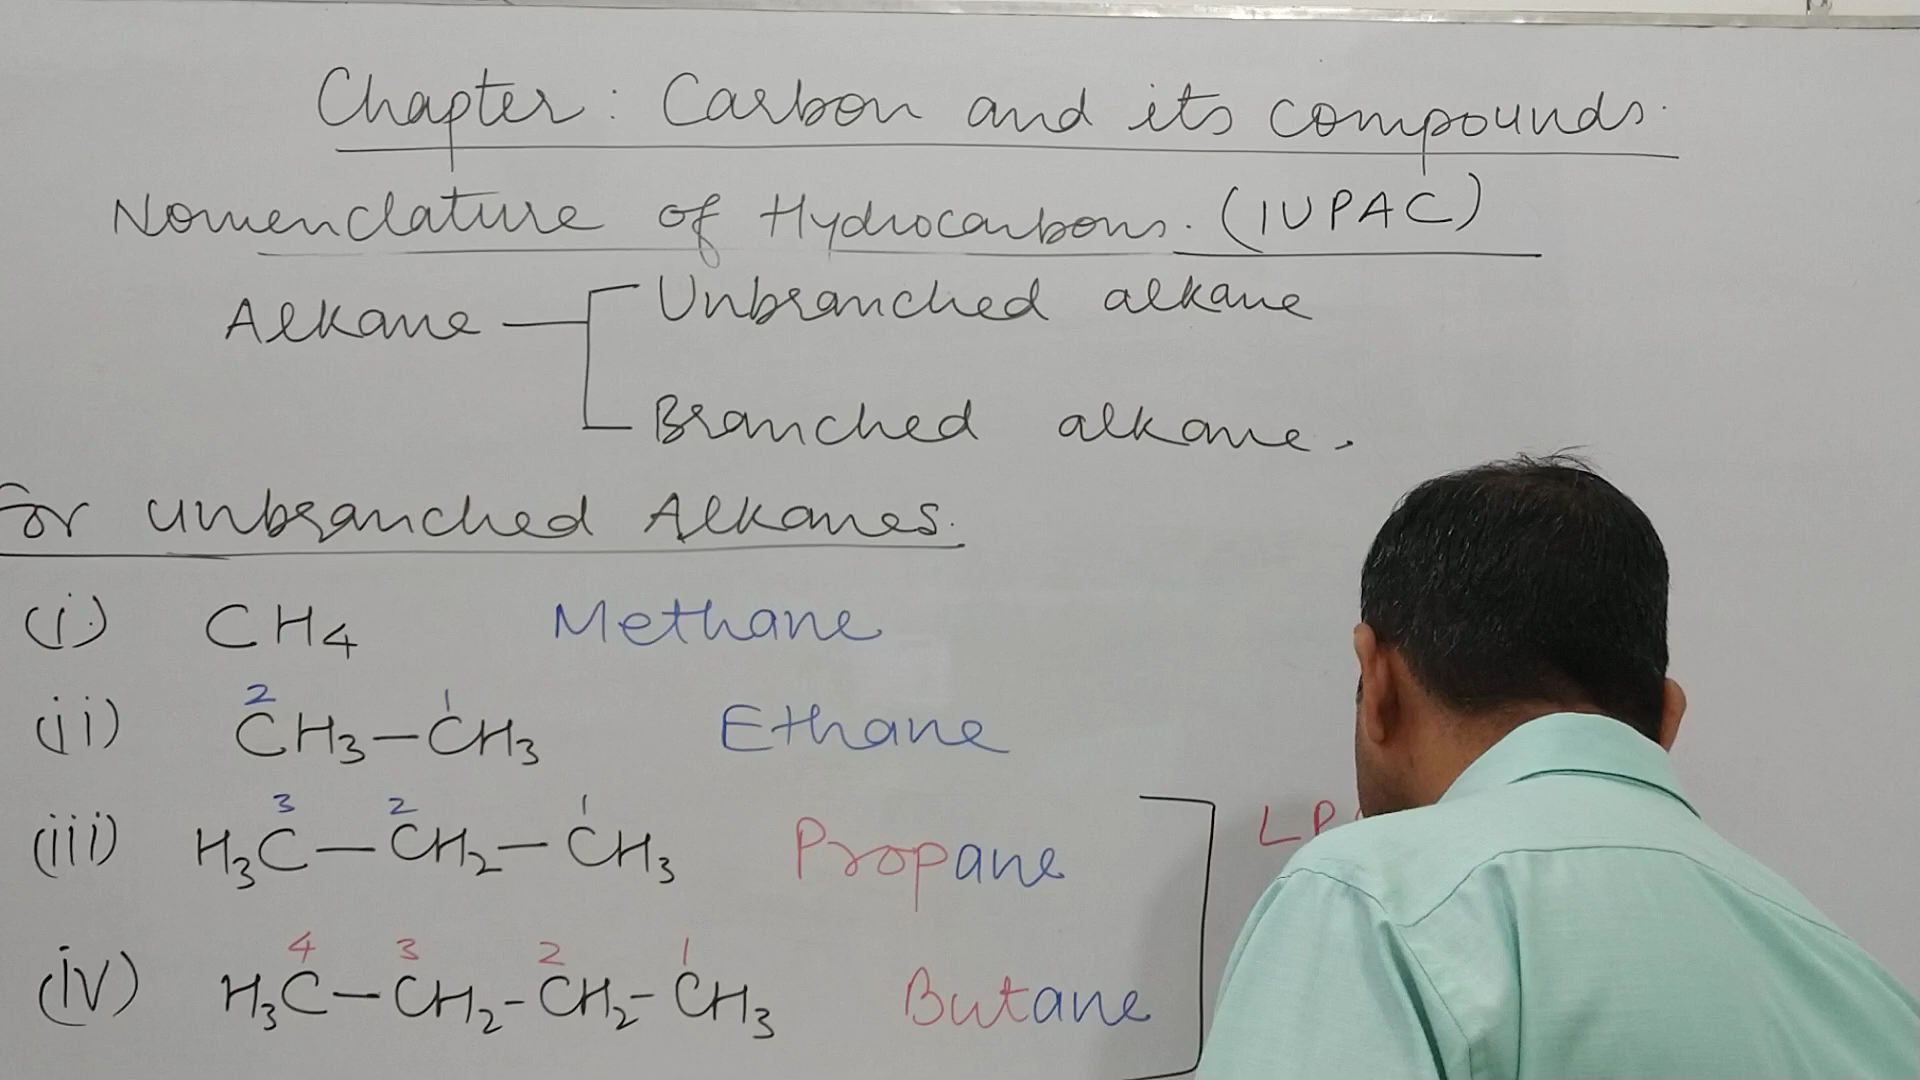 Chapter: Carbon and its compounds.
Nomenclature of Hydrocarbons. (IUPAC)
Alkane
Unbranched alkane
Branched alkane.
For unbranched Alkanes.
(i) CH4 Methane
2 1
(ii) CH3-CH3 Ethane
3 2 1
(iii) H3C-CH2-CH3 Propane
LP
4 3 2 1
(iv) H3C-CH2-CH2-CH3 Butane